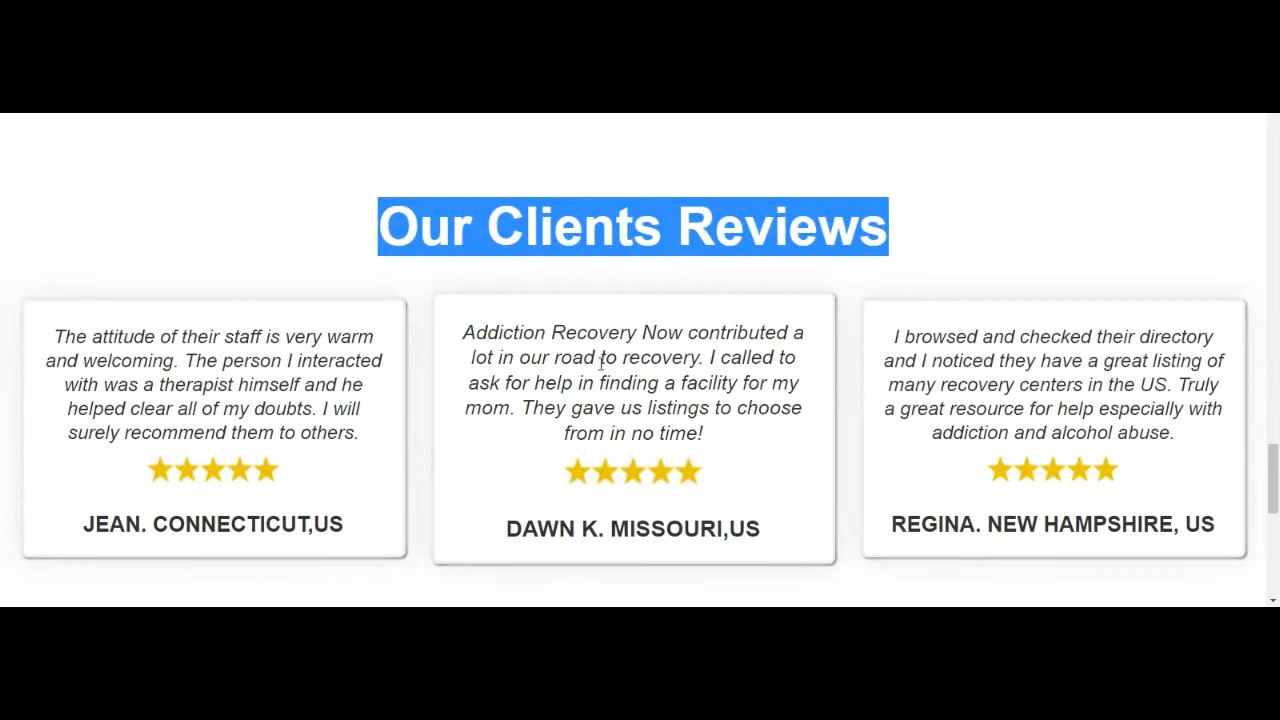 Our Clients Reviews
The attitude of their staff is very warm
and welcoming. The person I interacted
with was a therapist himself and he
helped clear all of my doubts. I will
surely recommend them to others.
JEAN. CONNECTICUT,US
Addiction Recovery Now contributed a
lot in our road to recovery. I called to
ask for help in finding a facility for my
mom. They gave us listings to choose
from in no time!
DAWN K. MISSOURI,US
I browsed and checked their directory
and I noticed they have a great listing of
many recovery centers in the US. Truly
a great resource for help especially with
addiction and alcohol abuse.
REGINA. NEW HAMPSHIRE, US